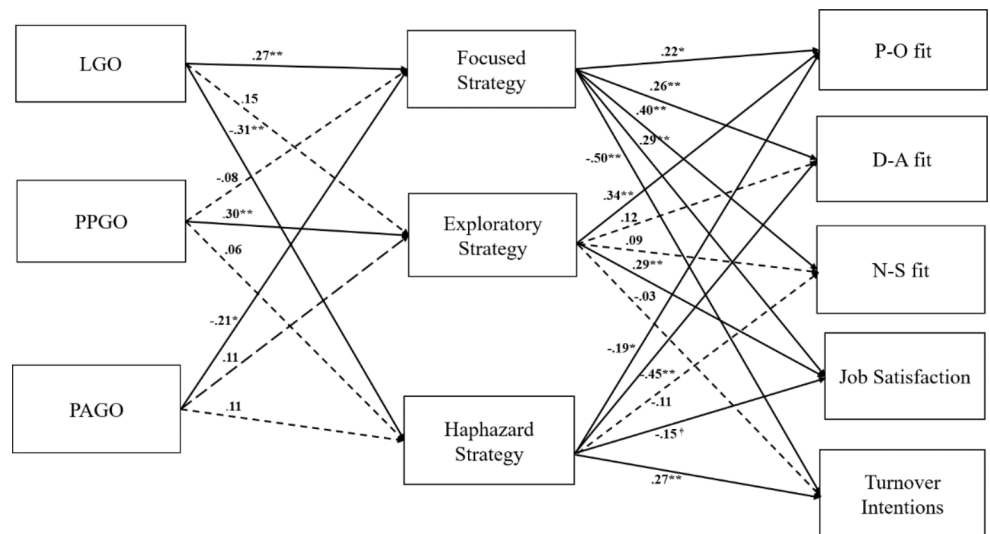 LGO
PPGO
PAGO
.27**
.15
-.31**
-.08
.30**
.06
-.21*
.11
.11
Focused
Strategy
Exploratory
Strategy
Haphazard
Strategy
.22*
.26**
.40**
.29**
-.50**
.34**
.12
.09
.29**
-.03
-.19*
-.45**
-.11
-.15†
.27**
P-O fit
D-A fit
N-S fit
Job Satisfaction
Turnover
Intentions